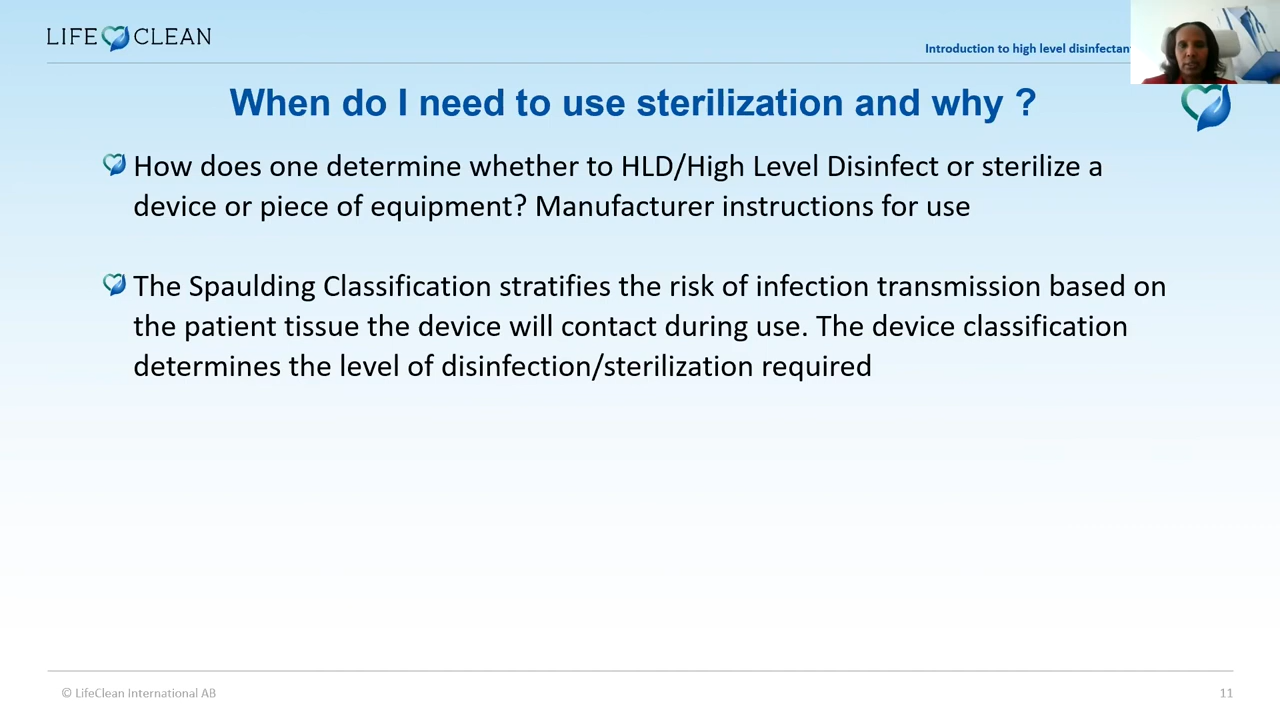 LIFE CLEAN
Introduction to high level disinfectant
When do I need to use sterilization and why ?
How does one determine whether to HLD/High Level Disinfect or sterilize a
device or piece of equipment? Manufacturer instructions for use
The Spaulding Classification stratifies the risk of infection transmission based on
the patient tissue the device will contact during use. The device classification
determines the level of disinfection/sterilization required
© LifeClean International AB
11